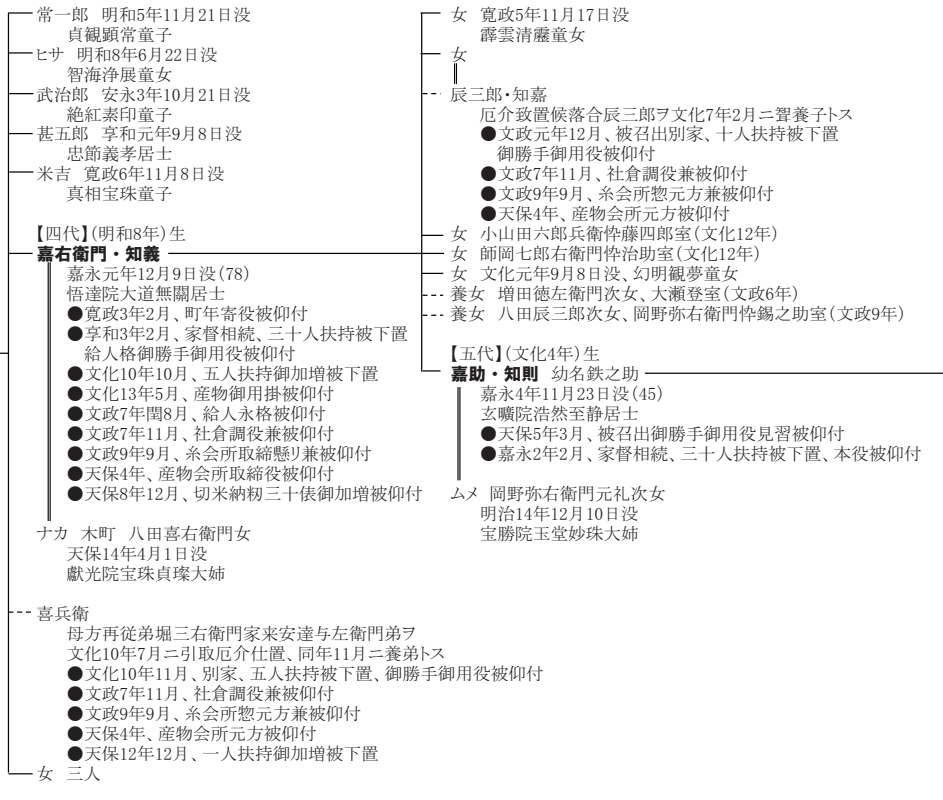 常一郎 明和5年11月21日没
貞観顕常童子
ヒサ 明和8年6月22日没
智海浄展童女
武治郎 安永3年10月21日没
絶紅素印童子
甚五郎 享和元年9月8日没
忠節義孝居士
米吉 寛政6年11月8日没
真相宝珠童子
【四代】(明和8年)生
嘉右衛門・知義
嘉永元年12月9日没(78)
悟達院大道無關居士
●寛政3年2月、町年寄役被仰付
●享和3年2月、家督相続、三十人扶持被下置
給人格御勝手御用役被仰付
●文化10年10月、五人扶持御加増被下置
●文化13年5月、産物御用掛被仰付
●文政7年閏8月、給人永格被仰付
●文政7年11月、社倉調役兼被仰付
●文政9年9月、糸会所取締懸リ兼被仰付
●天保4年、産物会所取締役被仰付
●天保8年12月、切米納籾三十俵御加増被仰付
ナカ 木町 八田喜右衛門女
天保14年4月1日没
獻光院宝珠貞璨大姉
喜兵衛
母方再従弟堀三右衛門家来安達与左衛門弟ヲ
文化10年7月ニ引取厄介仕置、同年11月ニ養弟トス
●文化10年11月、別家、五人扶持被下置、御勝手御用役被仰付
●文政7年11月、社倉調役兼被仰付
●文政9年9月、糸会所惣元方兼被仰付
●天保4年、産物会所元方被仰付
●天保12年12月、一人扶持御加増被下置
女 三人
女 寛政5年11月17日没
霹雲清靈童女
女
辰三郎・知嘉
厄介致置候落合辰三郎ヲ文化7年2月ニ聟養子トス
●文政元年12月、被召出別家、十人扶持被下置
御勝手御用役被仰付
●文政7年11月、社倉調役兼被仰付
●文政9年9月、糸会所惣元方兼被仰付
●天保4年、産物会所元方被仰付
女 小山田六郎兵衛忰藤四郎室(文化12年)
女 師岡七郎右衛門忰治助室(文化12年)
女 文化元年9月8日没、幻明観夢童女
養女 増田徳左衛門次女、大瀬登室(文政6年)
養女 八田辰三郎次女、岡野弥右衛門忰錫之助室(文政9年)
【五代】(文化4年)生
嘉助・知則 幼名鉄之助
嘉永4年11月23日没(45)
玄曠院浩然至静居士
●天保5年3月、被召出御勝手御用役見習被仰付
●嘉永2年2月、家督相続、三十人扶持被下置、本役被仰付
ムメ 岡野弥右衛門元礼次女
明治14年12月10日没
宝勝院玉堂妙珠大姉